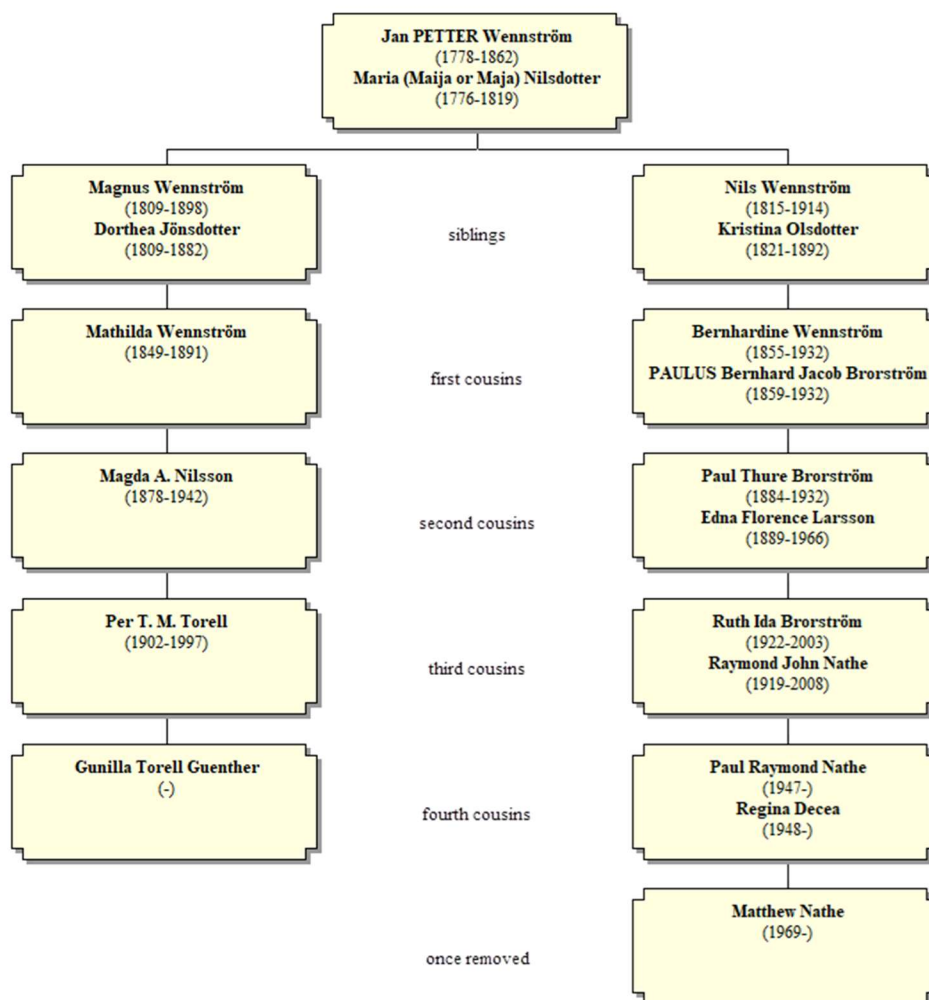 Jan PETTER Wennström
(1778-1862)
Maria (Maija or Maja) Nilsdotter
(1776-1819)
Magnus Wennström
(1809-1898)
Dorthea Jönsdotter
(1809-1882)
siblings
Nils Wennström
(1815-1914)
Kristina Olsdotter
(1821-1892)
Mathilda Wennström
(1849-1891)
first cousins
Bernhardine Wennström
(1855-1932)
PAULUS Bernhard Jacob Brorström
(1859-1932)
Magda A. Nilsson
(1878-1942)
second cousins
Paul Thure Brorström
(1884-1932)
Edna Florence Larsson
(1889-1966)
Per T. M. Torell
(1902-1997)
third cousins
Ruth Ida Brorström
(1922-2003)
Raymond John Nathe
(1919-2008)
Gunilla Torell Guenther
(-)
fourth cousins
Paul Raymond Nathe
(1947-)
Regina Decea
(1948-)
once removed
Matthew Nathe
(1969-)